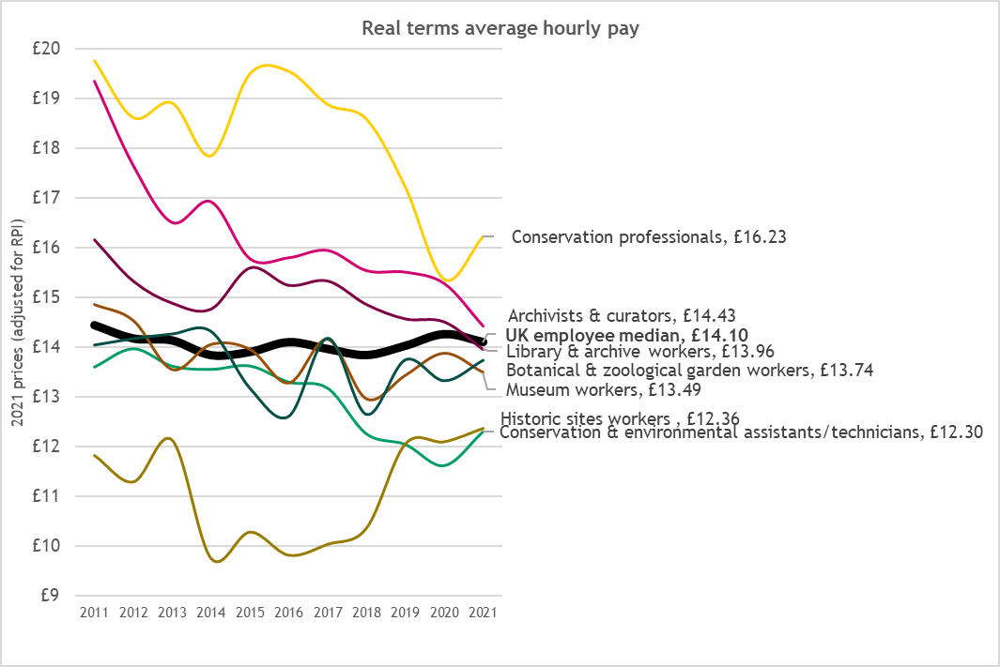 Real terms average hourly pay
2021 prices (adjusted for RPI)
£20
£19
£18
£17
£16
£15
£14
£13
£12
£11
£10
£9
Conservation professionals, £16.23
Archivists & curators, £14.43
UK employee median, £14.10
Library & archive workers, £13.96
Botanical & zoological garden workers, £13.74
Museum workers, £13.49
Historic sites workers , £12.36
Conservation & environmental assistants/technicians, £12.30
2011 2012 2013 2014 2015 2016 2017 2018 2019 2020 2021